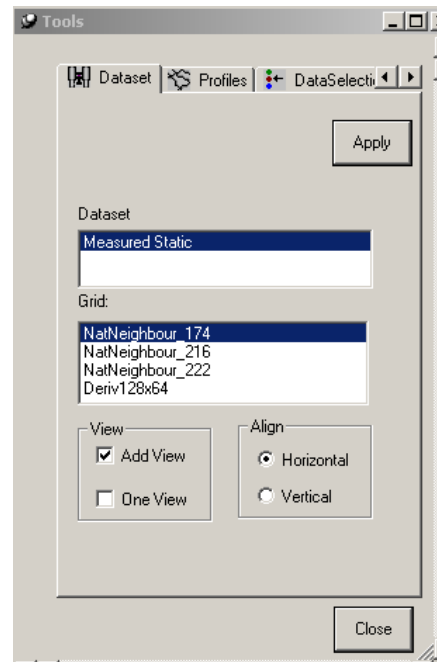 Tools
Dataset Profiles DataSelecti
Apply
Dataset
Measured Static
Grid:
NatNeighbour_174
NatNeighbour_216
NatNeighbour_222
Deriv128x64
View
Add View
One View
Align
Horizontal
Vertical
Close